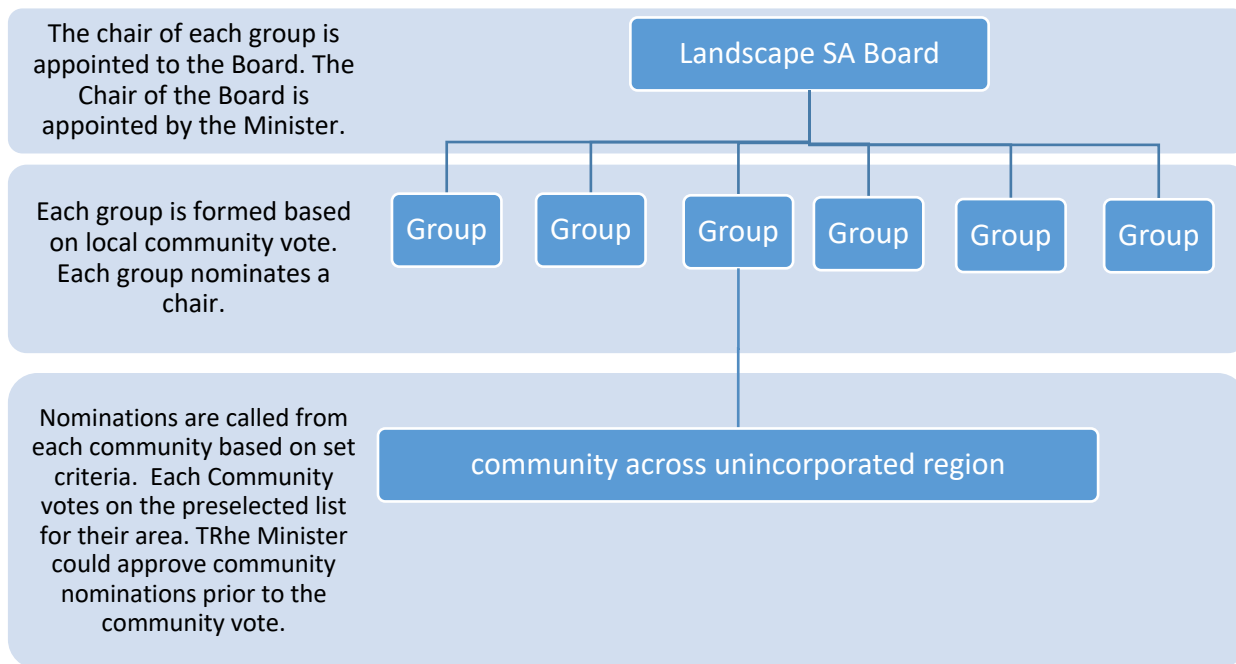 The chair of each group is
appointed to the Board. The
Chair of the Board is
appointed by the Minister.
Landscape SA Board
Each group is formed based
on local community vote.
Each group nominates a
chair.
Group
Group
Group
Group
Group
Group
Nominations are called from
each community based on set
criteria.  Each Community
votes on the preselected list
for their area. TRhe Minister
could approve community
nominations prior to the
community vote.
community across unincorporated region